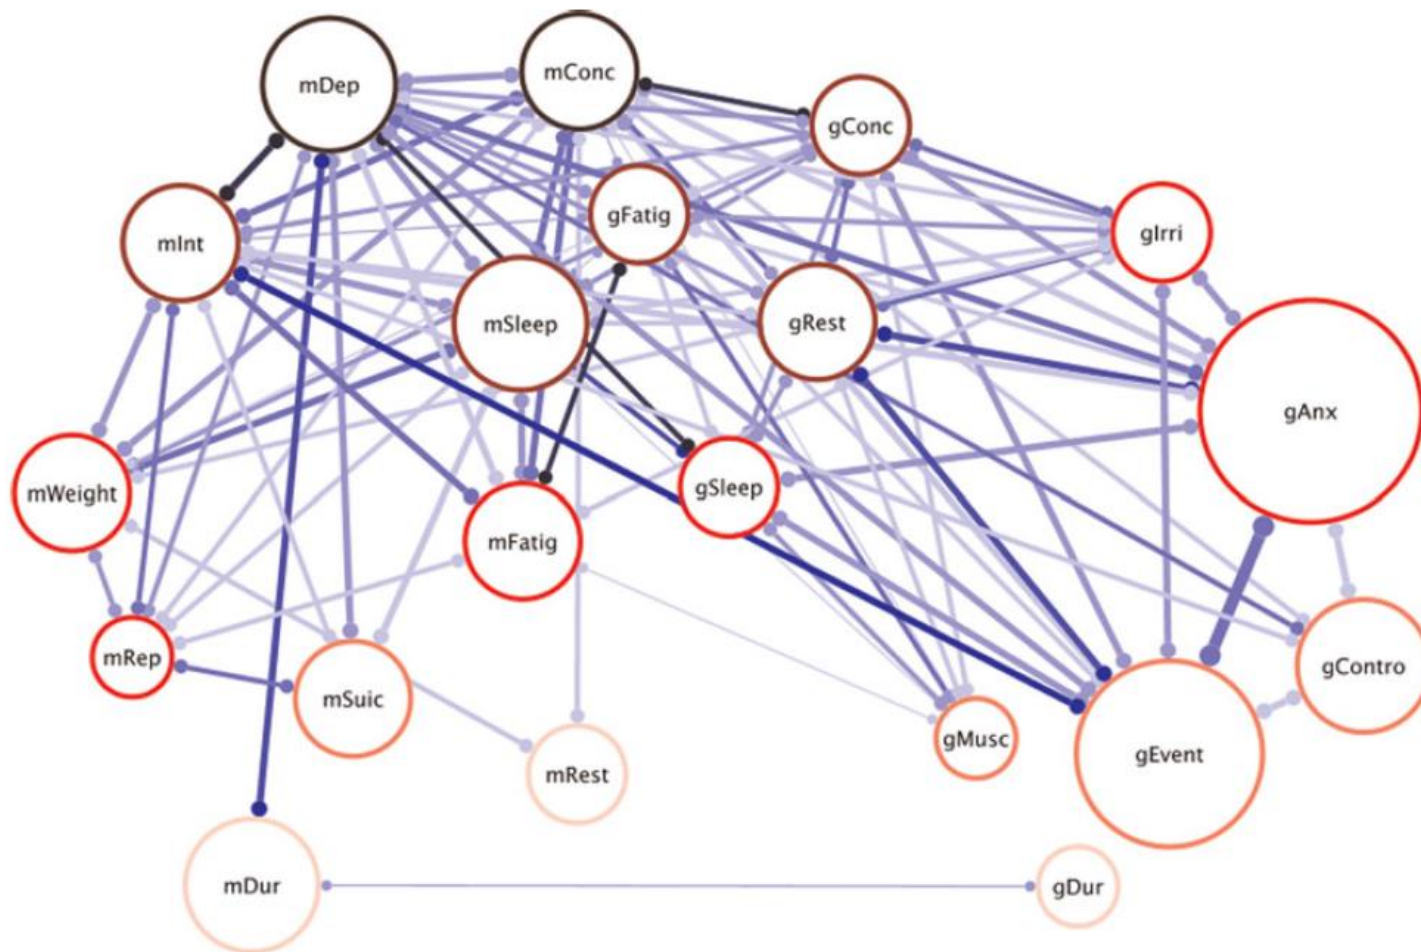 mDep
mConc
gConc
gFatig
gIrri
mInt
mSleep
gRest
gAnx
mWeight
gSleep
mFatig
mRep
gContro
mSuic
gMusc
gEvent
mRest
mDur
gDur